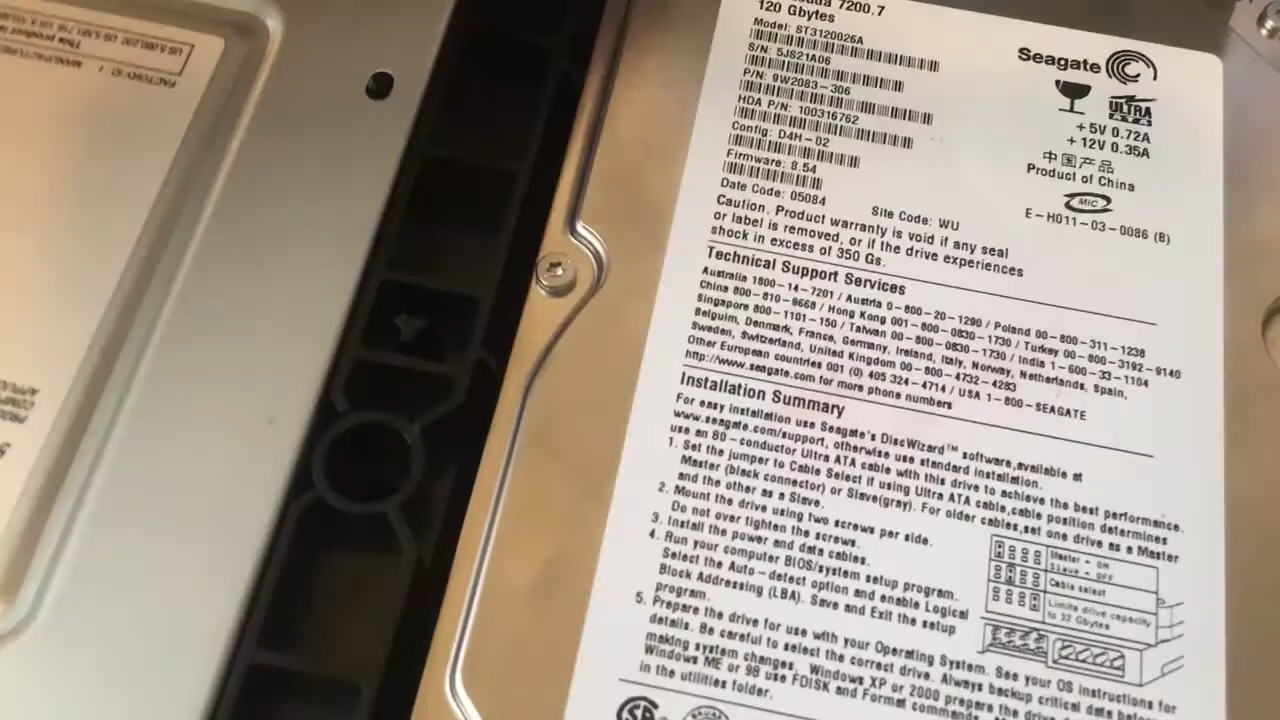 7200.7
120 Gbytes
Model: ST3120026A
S/N: 5JS21A06
P/N: 9W2083-306
HDA P/N: 100316762
Config: D4H-02
Firmware: 8.54
Date Code: 05084 Site Code: WU
Seagate
ULTRA
ATA
+5V 0.72A
+12V 0.35A
中国产品
Product of China
MIC
E-H011-03-0086 (B)
Caution. Product warranty is void if any seal
or label is removed, or if the drive experiences
shock in excess of 350 Gs.
Technical Support Services
Australia 1800-14-7201 / Austria 0-800-20-1290 / Poland 00-800-311-1238
China 800-810-9668 / Hong Kong 001-800-0830-1730 / Turkey 00-800-3192-9140
Singapore 800-1101-150 / Taiwan 00-800-0830-1730 / India 1-600-33-1104
Belguim, Denmark, France, Germany, Ireland, Italy, Norway, Netherlands, Spain,
Sweden, Switzerland, United Kingdom 00-800-4732-4283
Other European countries 001 (0) 405 324-4714 / USA 1-800-SEAGATE
http://www.seagate.com for more phone numbers
Installation Summary
For easy installation use Seagate's DiscWizard™ software,available at
www.seagate.com/support, otherwise use standard installation.
use an 80-conductor Ultra ATA cable with this drive to achieve the best performance.
1. Set the jumper to Cable Select if using Ultra ATA cable,cable position determines
Master (black connector) or Slave(gray). For older cables,set one drive as a Master
and the other as a Slave.
2. Mount the drive using two screws per side.
Do not over tighten the screws.
3. Install the power and data cables.
4. Run your computer BIOS/system setup program.
Select the Auto-detect option and enable Logical
Block Addressing (LBA). Save and Exit the setup
program.
5. Prepare the drive for use with your Operating System. See your OS instructions for
details. Be careful to select the correct drive. Always backup critical data before
making system changes. Windows XP or 2000 prepare the drive
Windows ME or 98 use FDISK and Format commands.
in the utilities folder.
Master - ON
Slave - OFF
Cable select
Limits drive capacity
to 32 Gbytes
This product is
FACTORY ID /